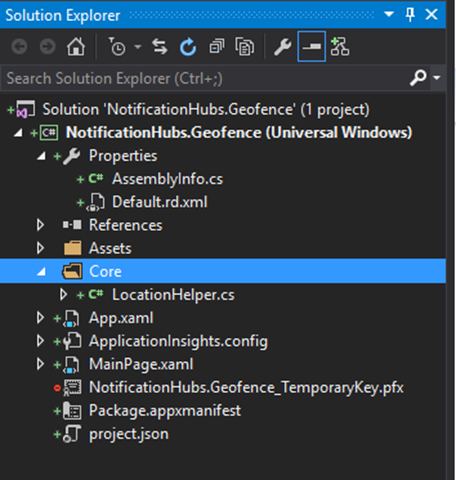 Solution Explorer
Search Solution Explorer (Ctrl+;)
Solution 'NotificationHubs.Geofence' (1 project)
C# NotificationHubs.Geofence (Universal Windows)
Properties
C# AssemblyInfo.cs
Default.rd.xml
References
Assets
Core
C# LocationHelper.cs
App.xaml
ApplicationInsights.config
MainPage.xaml
NotificationHubs.Geofence_TemporaryKey.pfx
Package.appxmanifest
project.json